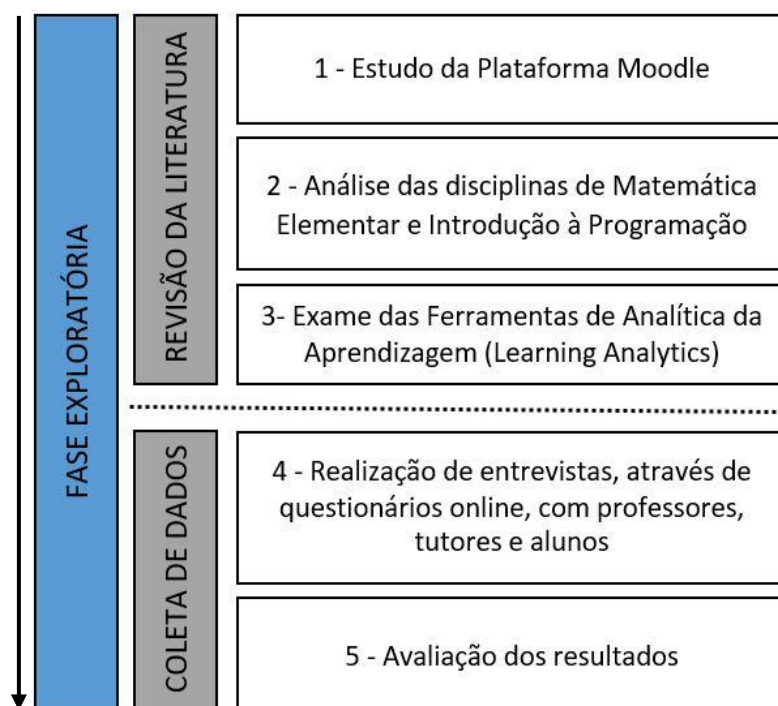 FASE EXPLORATÓRIA
REVISÃO DA LITERATURA
1 - Estudo da Plataforma Moodle
2 - Análise das disciplinas de Matemática
Elementar e Introdução à Programação
3- Exame das Ferramentas de Analítica da
Aprendizagem (Learning Analytics)
COLETA DE DADOS
4 - Realização de entrevistas, através de
questionários online, com professores,
tutores e alunos
5 - Avaliação dos resultados